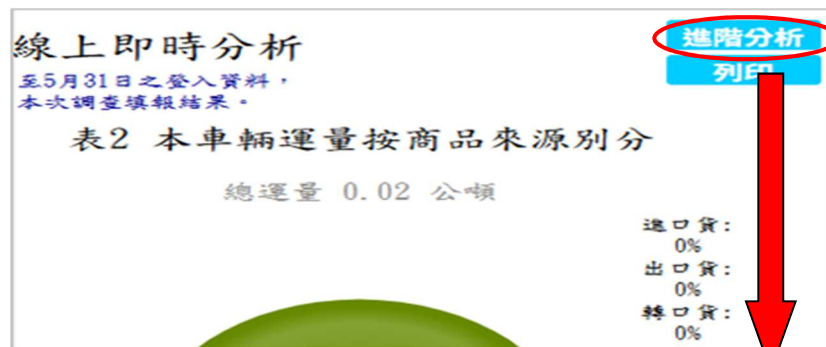 線上即時分析
進階分析
列印
至5月31日之登入資料，
本次調查填報結果。
表2 本車輛運量按商品來源別分
總運量 0.02 公噸
進口貨:
0%
出口貨:
0%
轉口貨:
0%